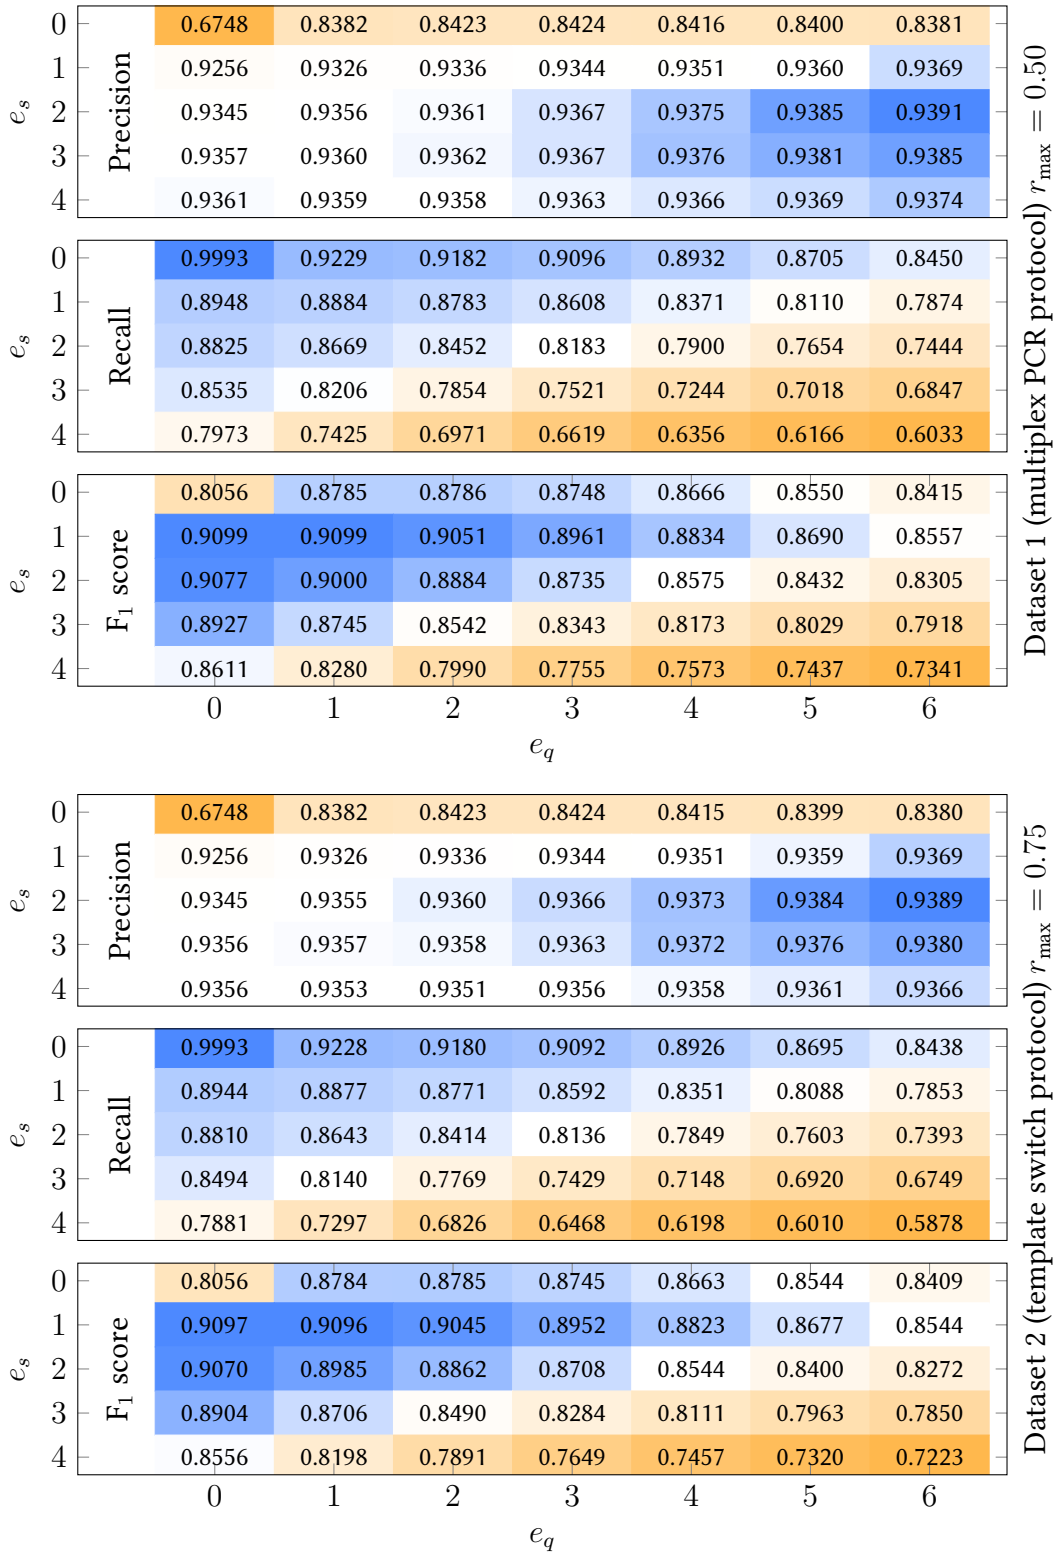 0 0.6748 0.8382 0.8423 0.8424 0.8416 0.8400 0.8381
1 0.9256 0.9326 0.9336 0.9344 0.9351 0.9360 0.9369
2 0.9345 0.9356 0.9361 0.9367 0.9375 0.9385 0.9391
3 0.9357 0.9360 0.9362 0.9367 0.9376 0.9381 0.9385
4 0.9361 0.9359 0.9358 0.9363 0.9366 0.9369 0.9374
e_s
Precision
0 0.9993 0.9229 0.9182 0.9096 0.8932 0.8705 0.8450
1 0.8948 0.8884 0.8783 0.8608 0.8371 0.8110 0.7874
2 0.8825 0.8669 0.8452 0.8183 0.7900 0.7654 0.7444
3 0.8535 0.8206 0.7854 0.7521 0.7244 0.7018 0.6847
4 0.7973 0.7425 0.6971 0.6619 0.6356 0.6166 0.6033
e_s
Recall
0 0.8056 0.8785 0.8786 0.8748 0.8666 0.8550 0.8415
1 0.9099 0.9099 0.9051 0.8961 0.8834 0.8690 0.8557
2 0.9077 0.9000 0.8884 0.8735 0.8575 0.8432 0.8305
3 0.8927 0.8745 0.8542 0.8343 0.8173 0.8029 0.7918
4 0.8611 0.8280 0.7990 0.7755 0.7573 0.7437 0.7341
e_s
F₁ score
0 1 2 3 4 5 6
e_q
Dataset 1 (multiplex PCR protocol) r_max = 0.50
0 0.6748 0.8382 0.8423 0.8424 0.8415 0.8399 0.8380
1 0.9256 0.9326 0.9336 0.9344 0.9351 0.9359 0.9369
2 0.9345 0.9355 0.9360 0.9366 0.9373 0.9384 0.9389
3 0.9356 0.9357 0.9358 0.9363 0.9372 0.9376 0.9380
4 0.9356 0.9353 0.9351 0.9356 0.9358 0.9361 0.9366
e_s
Precision
0 0.9993 0.9228 0.9180 0.9092 0.8926 0.8695 0.8438
1 0.8944 0.8877 0.8771 0.8592 0.8351 0.8088 0.7853
2 0.8810 0.8643 0.8414 0.8136 0.7849 0.7603 0.7393
3 0.8494 0.8140 0.7769 0.7429 0.7148 0.6920 0.6749
4 0.7881 0.7297 0.6826 0.6468 0.6198 0.6010 0.5878
e_s
Recall
0 0.8056 0.8784 0.8785 0.8745 0.8663 0.8544 0.8409
1 0.9097 0.9096 0.9045 0.8952 0.8823 0.8677 0.8544
2 0.9070 0.8985 0.8862 0.8708 0.8544 0.8400 0.8272
3 0.8904 0.8706 0.8490 0.8284 0.8111 0.7963 0.7850
4 0.8556 0.8198 0.7891 0.7649 0.7457 0.7320 0.7223
e_s
F₁ score
0 1 2 3 4 5 6
e_q
Dataset 2 (template switch protocol) r_max = 0.75